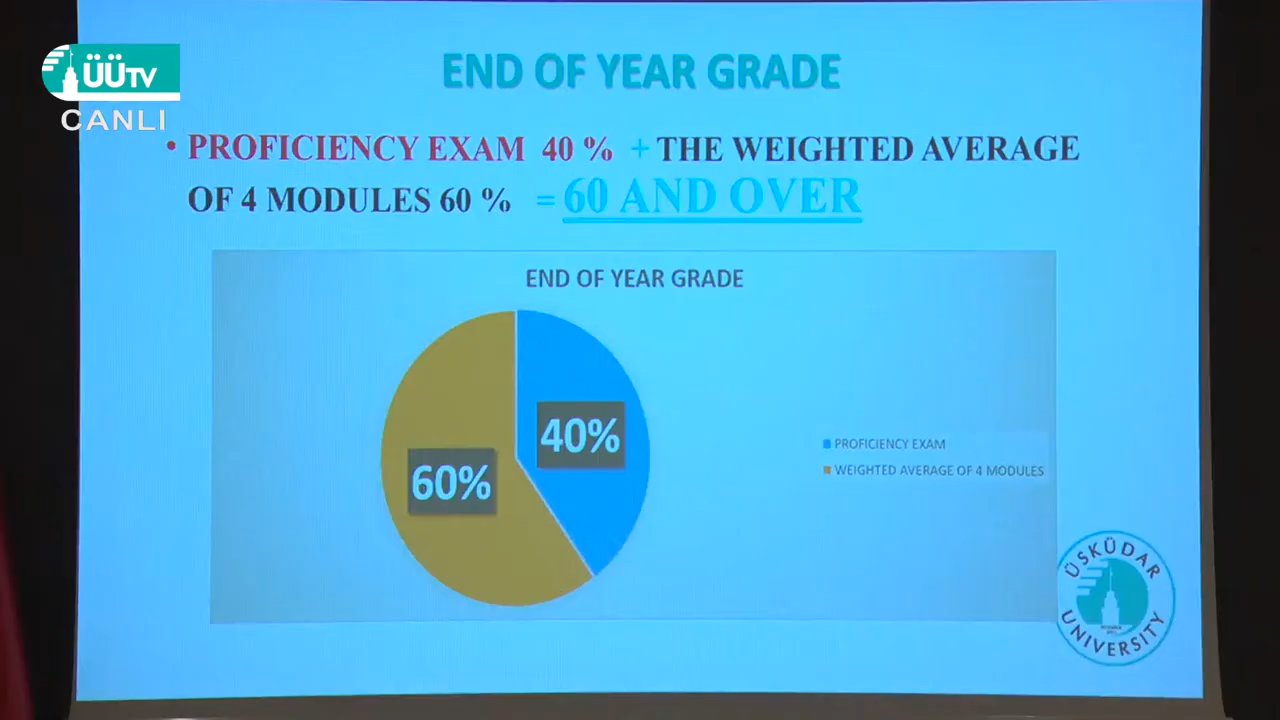 ÜÜTV
CANLI
END OF YEAR GRADE
• PROFICIENCY EXAM 40 % + THE WEIGHTED AVERAGE
OF 4 MODULES 60 % = 60 AND OVER
END OF YEAR GRADE
40%
60%
PROFICIENCY EXAM
WEIGHTED AVERAGE OF 4 MODULES
ÜSKÜDAR
UNIVERSITY